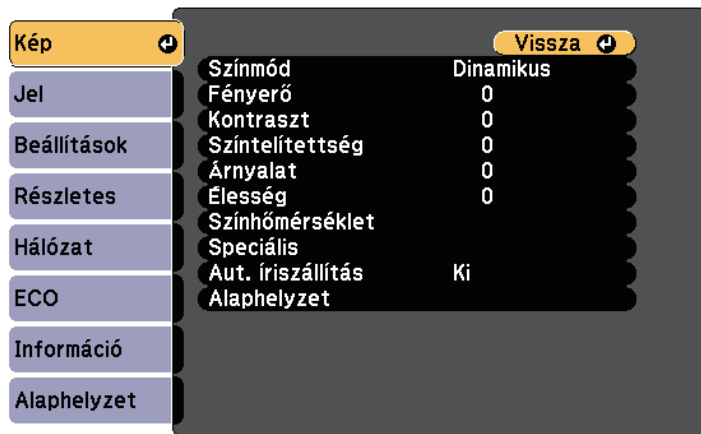 Kép
Jel
Beállítások
Részletes
Hálózat
ECO
Információ
Alaphelyzet
Vissza
Színmód Dinamikus
Fényerő 0
Kontraszt 0
Színtelítettség 0
Árnyalat 0
Élesség 0
Színhőmérséklet
Speciális
Aut. íriszállítás Ki
Alaphelyzet